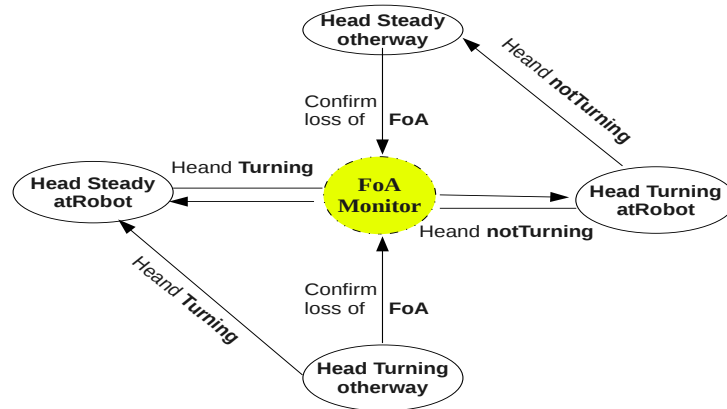 Head Steady
otherway
Heand notTurning
Confirm
loss of FoA
Heand Turning
Head Steady
atRobot
FoA
Monitor
Head Turning
atRobot
Heand notTurning
Heand Turning
Confirm
loss of FoA
Head Turning
otherway